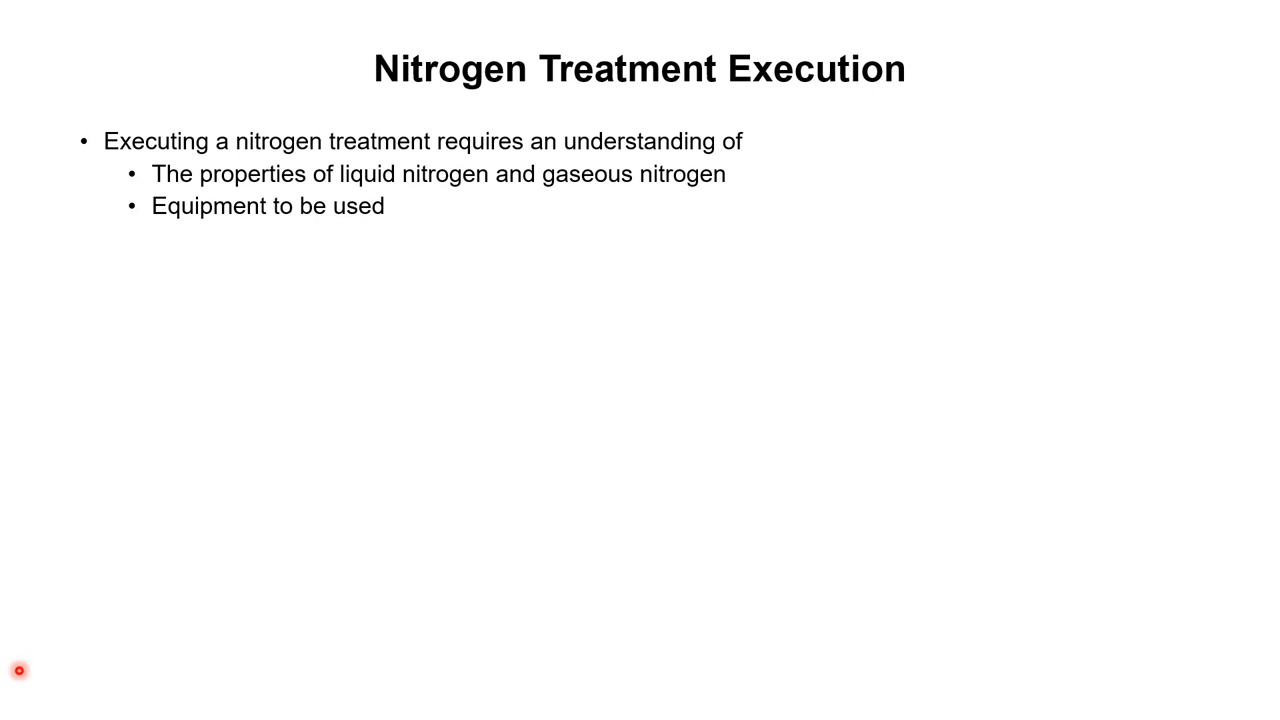 Nitrogen Treatment Execution
• Executing a nitrogen treatment requires an understanding of
• The properties of liquid nitrogen and gaseous nitrogen
• Equipment to be used